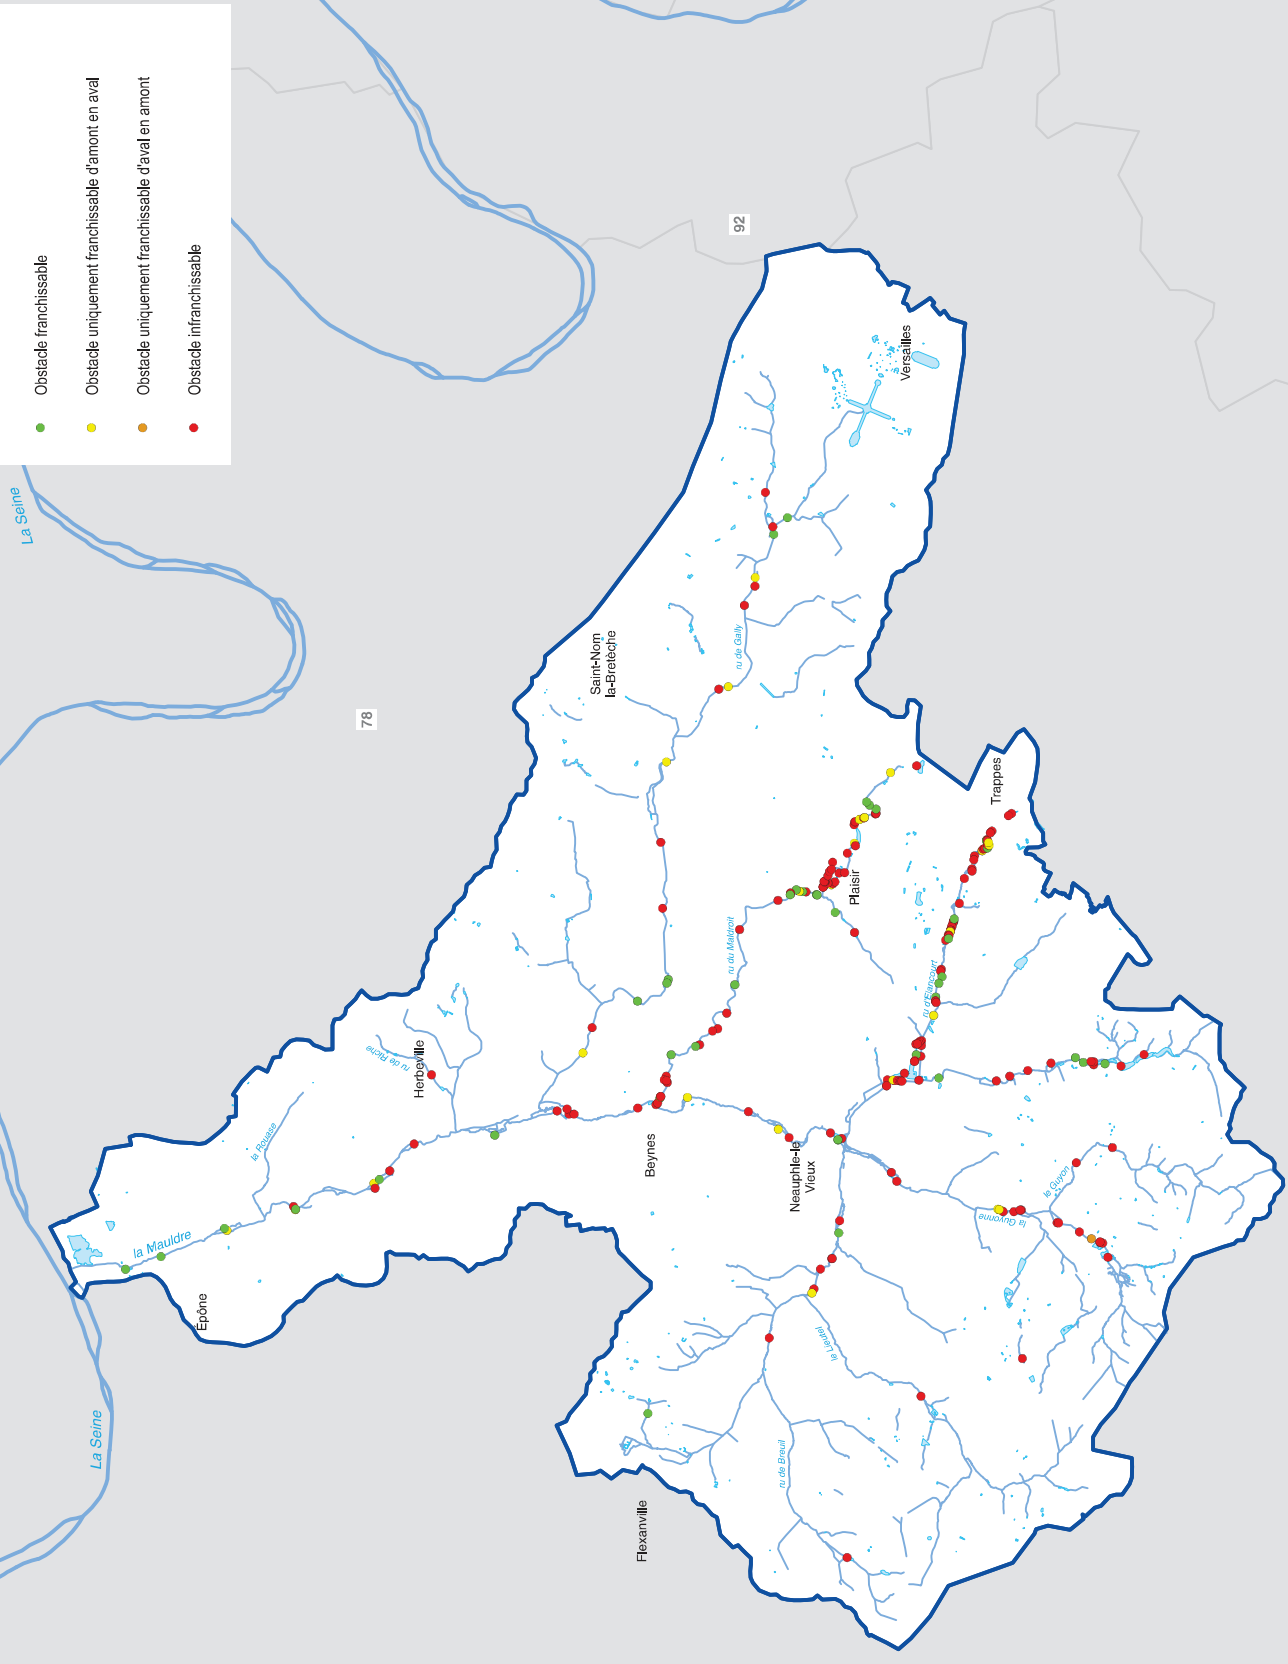 Obstacle franchissable
Obstacle uniquement franchissable d'amont en aval
Obstacle uniquement franchissable d'aval en amont
Obstacle infranchissable
La Seine
La Seine
78
92
Versailles
Saint-Nom
la-Bretèche
ru de Gally
Trappes
Plaisir
ru du Maldroit
ru d'Élancourt
Herbeville
ru de Riche
la Rouase
Beynes
Neauphle-le
Vieux
le Guyon
la Guyonne
la Mauldre
Épône
le Lieutel
ru de Breuil
Flexanville